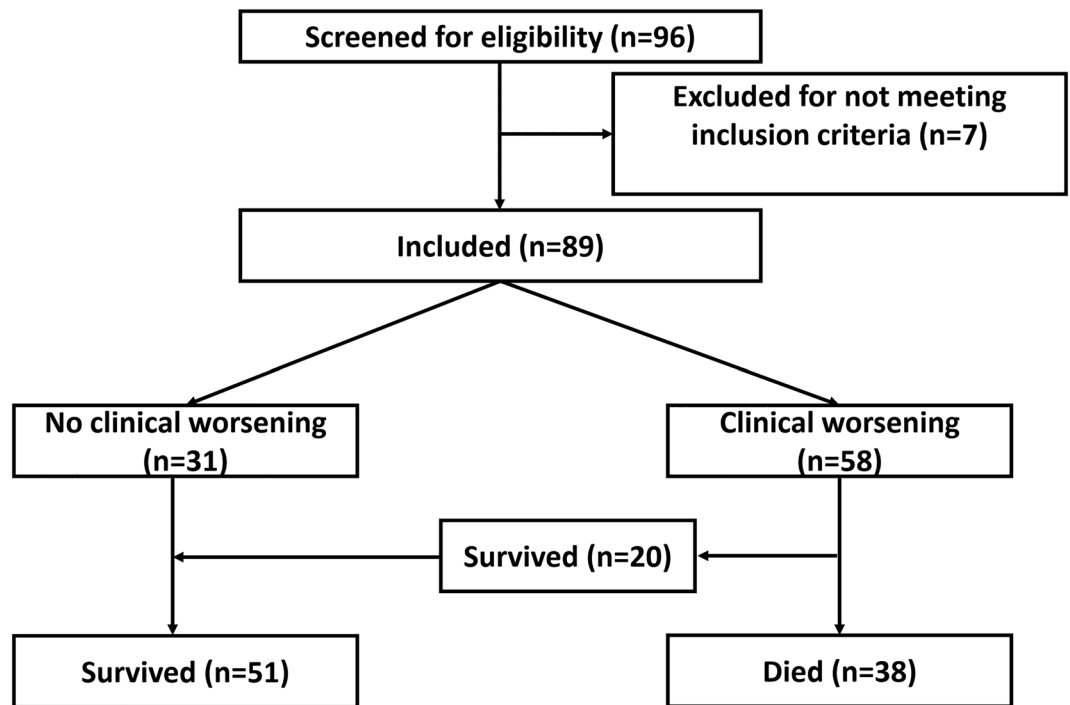 Screened for eligibility (n=96)
Excluded for not meeting
inclusion criteria (n=7)
Included (n=89)
No clinical worsening
(n=31)
Clinical worsening
(n=58)
Survived (n=20)
Survived (n=51)
Died (n=38)